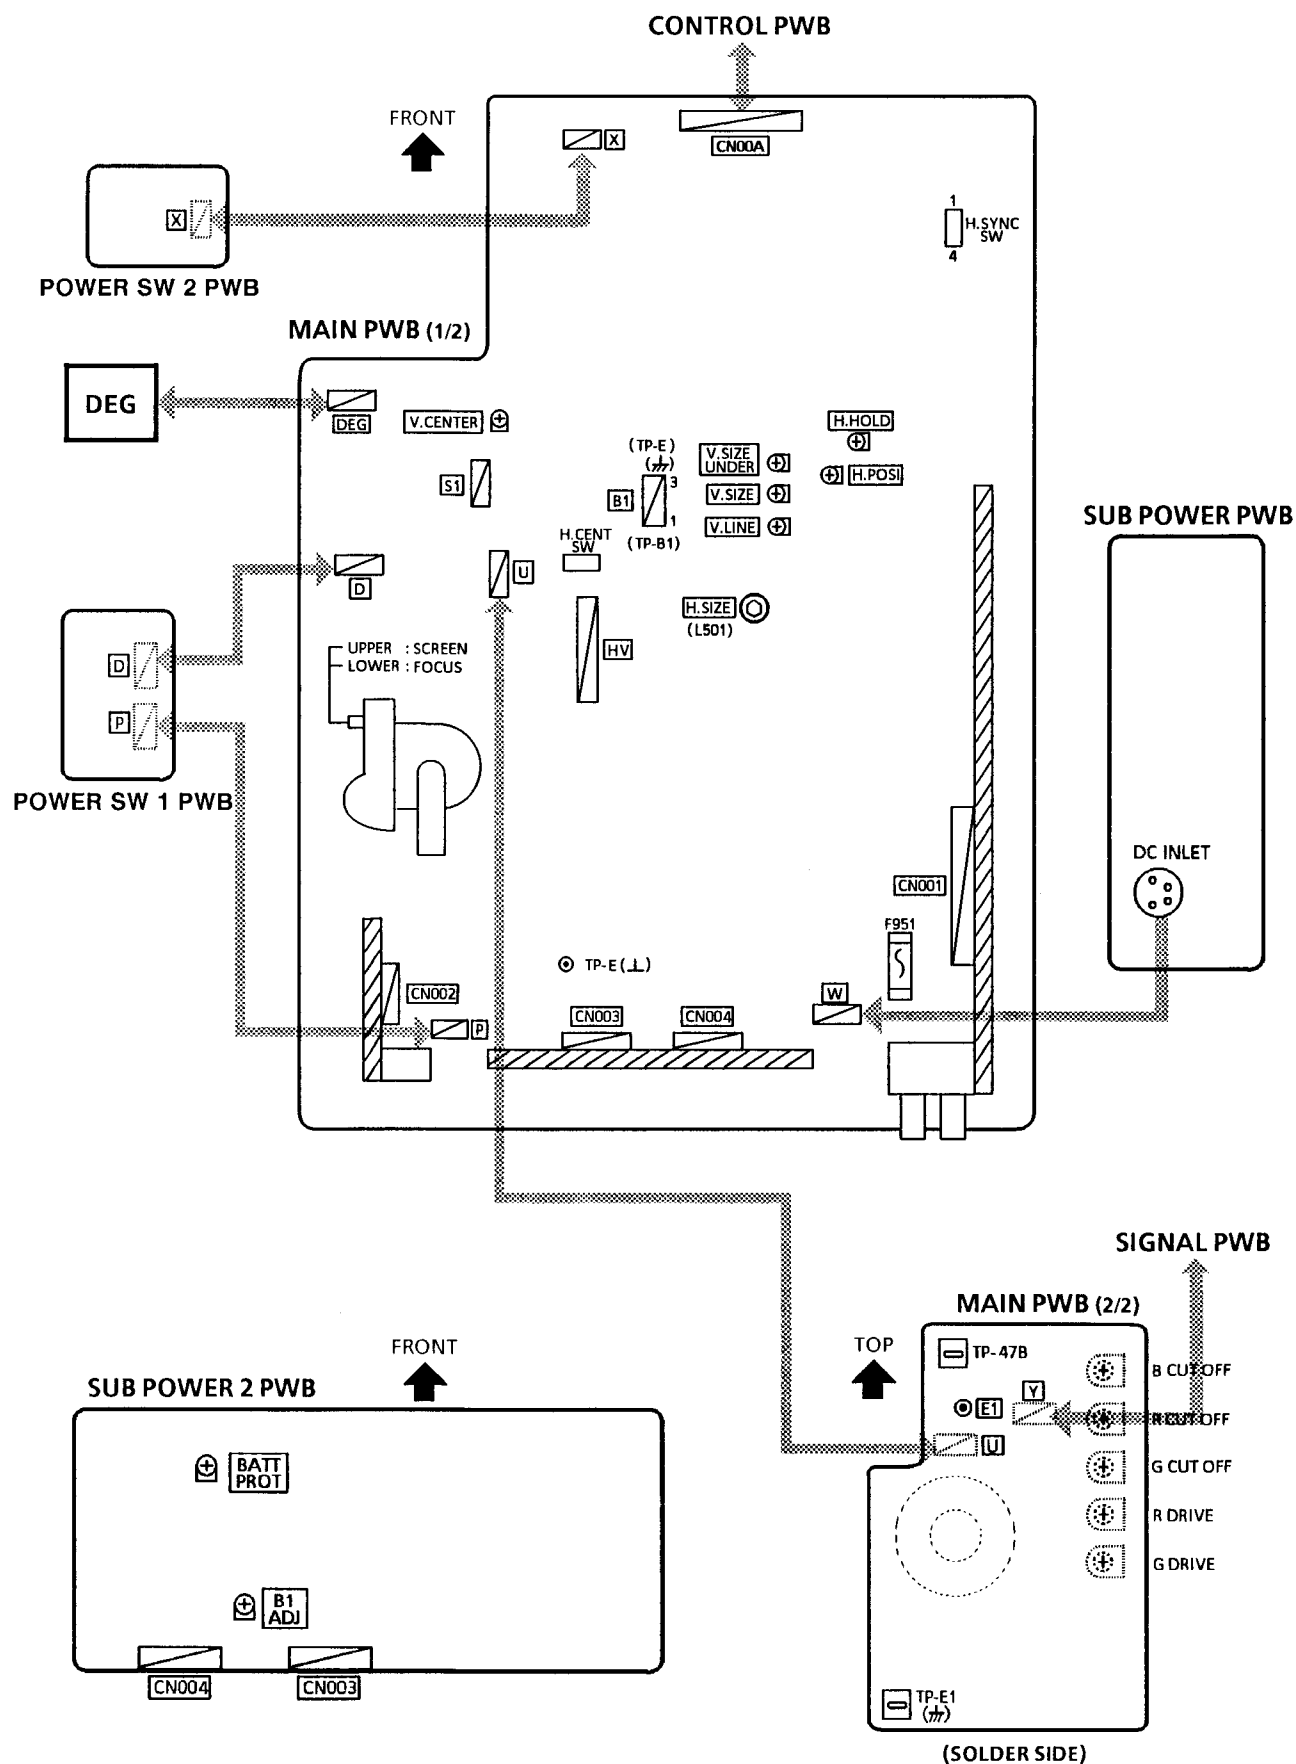 CONTROL PWB
FRONT
X
CN00A
X
1
H.SYNC
SW
4
POWER SW 2 PWB
MAIN PWB (1/2)
DEG
DEG
V.CENTER
H.HOLD
(TP-E)
V.SIZE
UNDER
H.POSI
S1
3
B1
V.SIZE
1
V.LINE
(TP-B1)
SUB POWER PWB
H.CENT
SW
U
D
H.SIZE
(L501)
UPPER : SCREEN
LOWER : FOCUS
HV
D
P
POWER SW 1 PWB
DC INLET
CN001
F951
TP-E (⊥)
CN002
W
CN003
CN004
P
SIGNAL PWB
MAIN PWB (2/2)
TOP
TP-47B
B CUT OFF
Y
E1
R CUT OFF
U
G CUT OFF
R DRIVE
G DRIVE
TP-E1
(SOLDER SIDE)
FRONT
SUB POWER 2 PWB
BATT
PROT
B1
ADJ
CN004
CN003